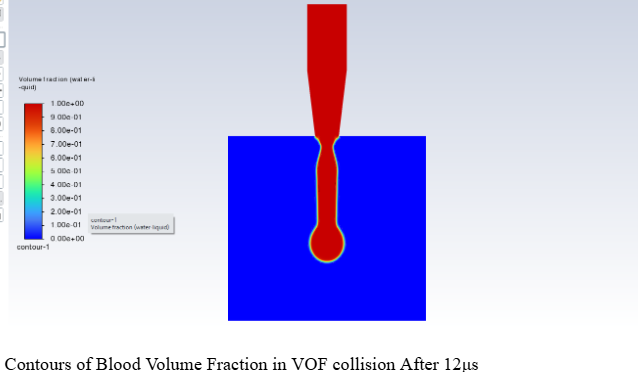 Volume fraction (water-li
-quid)
1.00e+00
9.00e-01
8.00e-01
7.00e-01
6.00e-01
5.00e-01
4.00e-01
3.00e-01
2.00e-01
1.00e-01
0.00e+00
contour-1
contour-1
Volume fraction (water-liquid)
Contours of Blood Volume Fraction in VOF collision After 12μs